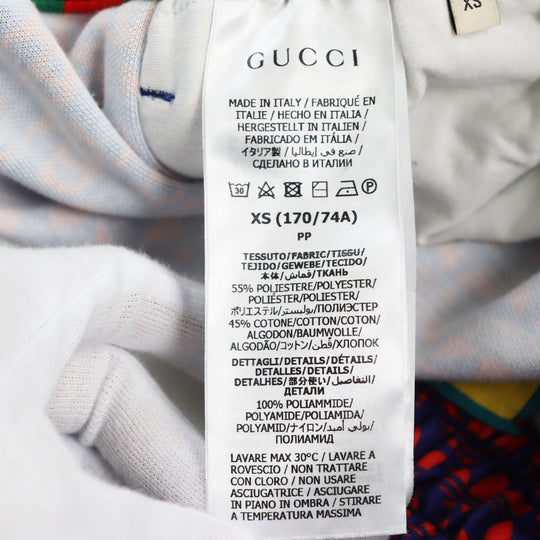 XS
GUCCI
MADE IN ITALY / FABRIQUÉ EN
ITALIE / HECHO EN ITALIA /
HERGESTELLT IN ITALIEN /
FABRICADO EM ITÁLIA /
イタリア製 / صنع في إيطاليا /
СДЕЛАНО В ИТАЛИИ
30 P
XS (170/74A)
PP
TESSUTO/FABRIC/TISSU/
TEJIDO/GEWEBE/TECIDO/
本体/قماش/ТКАНЬ
55% POLIESTERE/POLYESTER/
POLIÉSTER/POLIESTER/
ポリエステル/بوليستر/ПОЛИЭСТЕР
45% COTONE/COTTON/COTON/
ALGODON/BAUMWOLLE/
ALGODÃO/コットン/قطن/ХЛОПОК
DETTAGLI/DETAILS/DÉTAILS/
DETALLES/DETAILS/
DETALHES/部分使い/التفاصيل/
ДЕТАЛИ
100% POLIAMMIDE/
POLYAMIDE/POLIAMIDA/
POLYAMID/ナイロン/بولي أميد/
ПОЛИАМИД
LAVARE MAX 30°C / LAVARE A
ROVESCIO / NON TRATTARE
CON CLORO / NON USARE
ASCIUGATRICE / ASCIUGARE
IN PIANO IN OMBRA / STIRARE
A TEMPERATURA MASSIMA